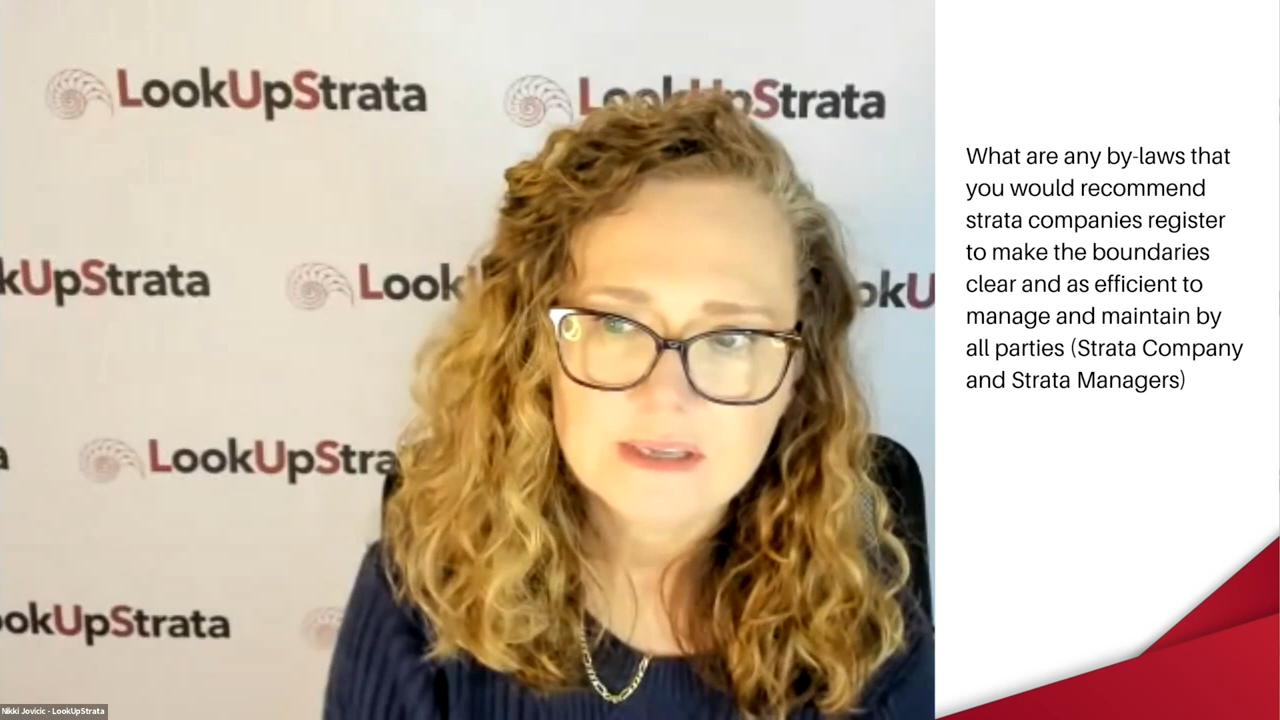 LookUpStrata
LookUpStrata
kUpStrata
Look
okU
a
LookUpStra
ookUpStrata
Nikki Jovicic - LookUpStrata
What are any by-laws that
you would recommend
strata companies register
to make the boundaries
clear and as efficient to
manage and maintain by
all parties (Strata Company
and Strata Managers)